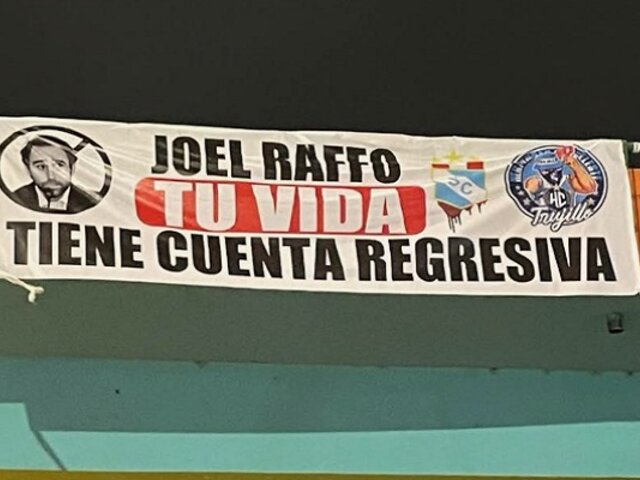 JOEL RAFFO
TU VIDA
TIENE CUENTA REGRESIVA
SC
HC
Trujillo